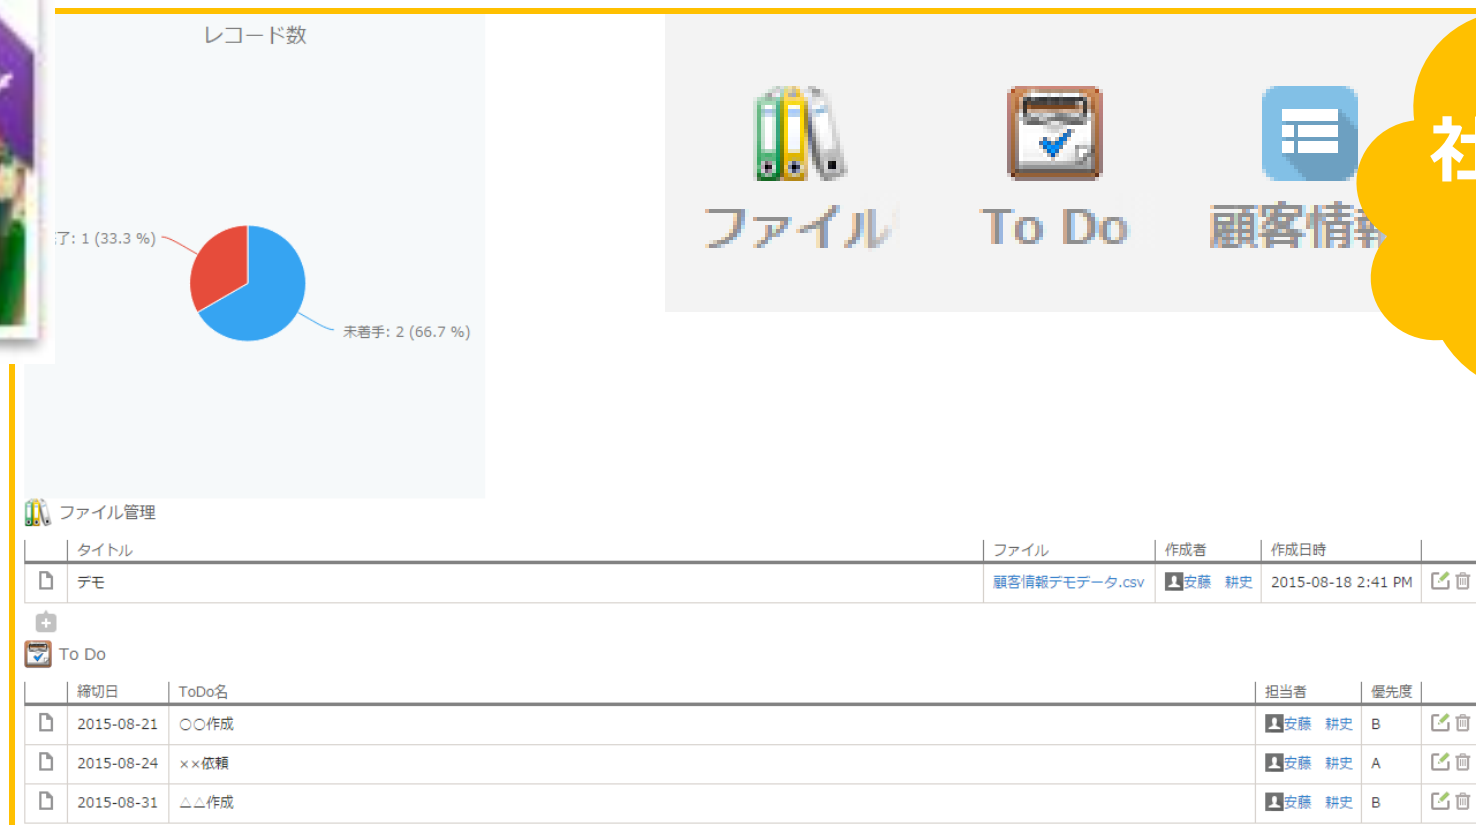 レコード数
了: 1 (33.3 %)
未着手: 2 (66.7 %)
ファイル
To Do
顧客情報
社
ファイル管理
タイトル ファイル 作成者 作成日時
デモ 顧客情報デモデータ.csv 安藤 耕史 2015-08-18 2:41 PM
To Do
締切日 ToDo名 担当者 優先度
2015-08-21 〇〇作成 安藤 耕史 B
2015-08-24 ××依頼 安藤 耕史 A
2015-08-31 △△作成 安藤 耕史 B